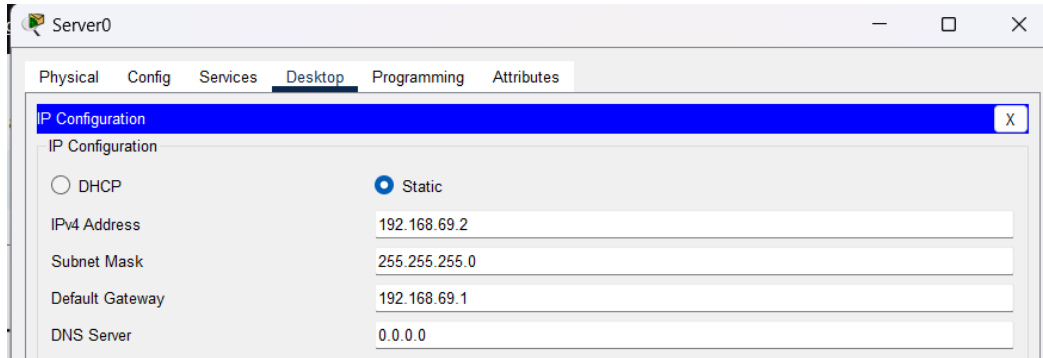 Server0
Physical Config Services Desktop Programming Attributes
IP Configuration X
IP Configuration
DHCP Static
IPv4 Address 192.168.69.2
Subnet Mask 255.255.255.0
Default Gateway 192.168.69.1
DNS Server 0.0.0.0